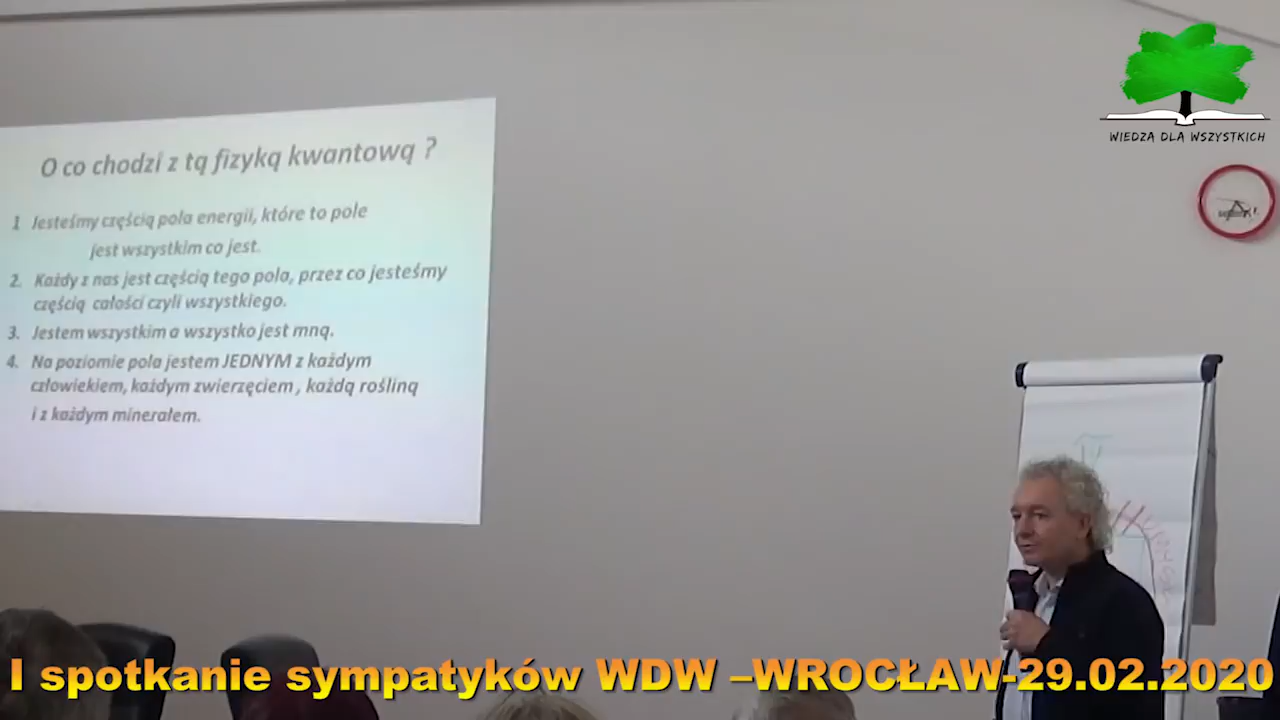 WIEDZA DLA WSZYSTKICH
O co chodzi z tą fizyką kwantową ?
1 Jesteśmy częścią pola energii, które to pole
jest wszystkim co jest.
2. Każdy z nas jest częścią tego pola, przez co jesteśmy
częścią całości czyli wszystkiego.
3. Jestem wszystkim a wszystko jest mną.
4. Na poziomie pola jestem JEDNYM z każdym
człowiekiem, każdym zwierzęciem , każdą rośliną
i z każdym minerałem.
I spotkanie sympatyków WDW –WROCŁAW-29.02.2020